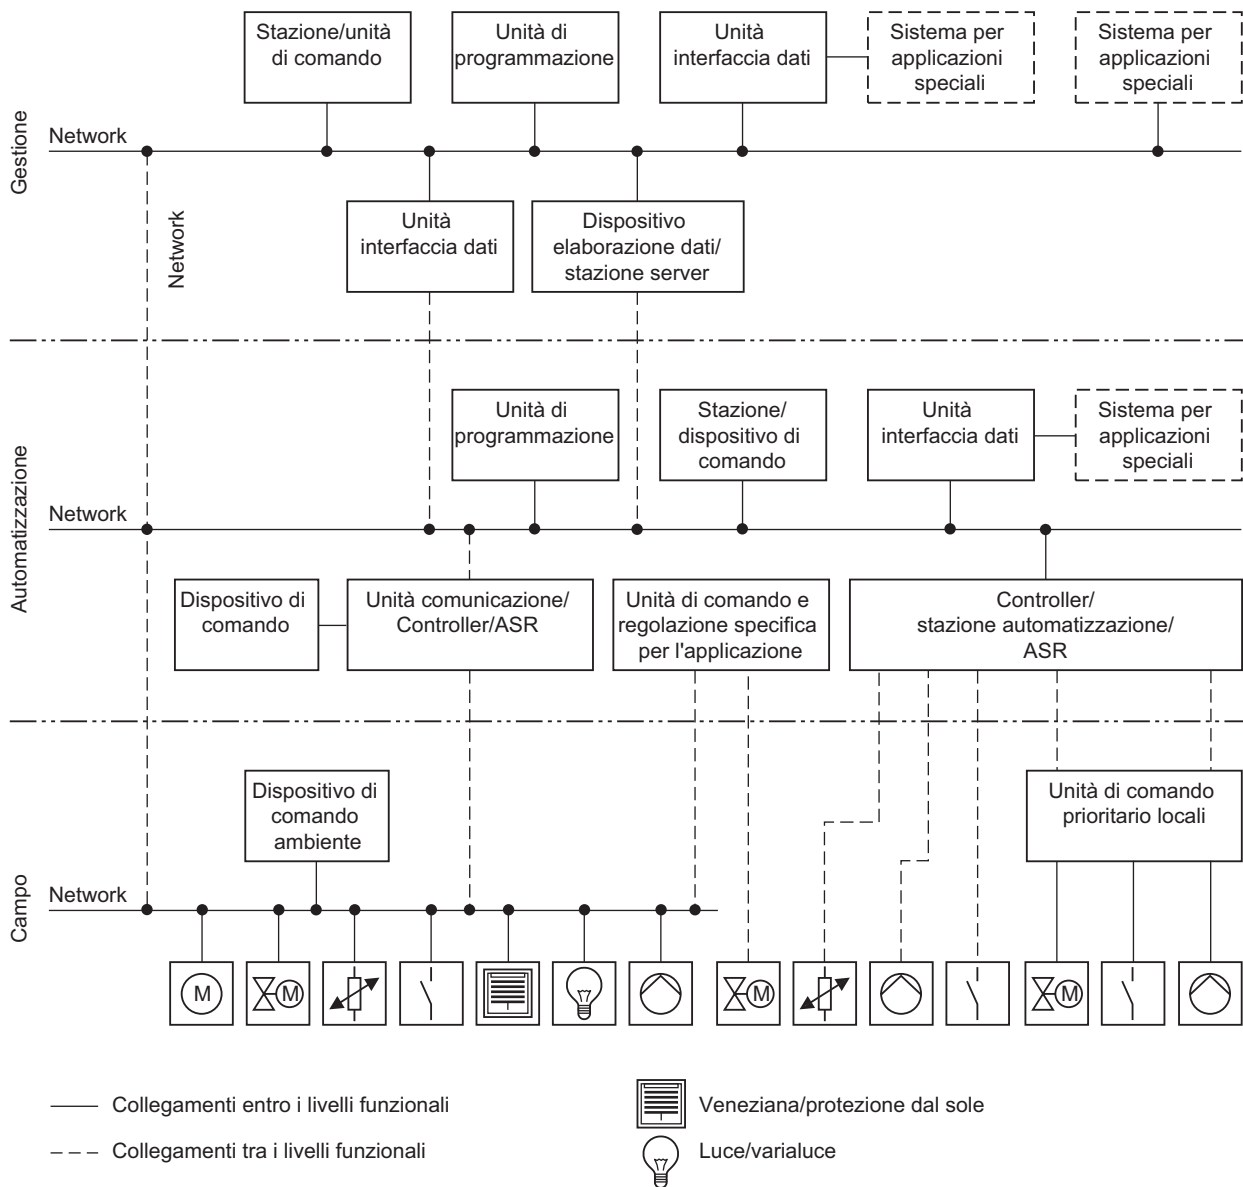 Gestione
Stazione/unità
di comando
Unità di
programmazione
Unità
interfaccia dati
Sistema per
applicazioni
speciali
Sistema per
applicazioni
speciali
Network
Network
Unità
interfaccia dati
Dispositivo
elaborazione dati/
stazione server
Automatizzazione
Unità di
programmazione
Stazione/
dispositivo di
comando
Unità
interfaccia dati
Sistema per
applicazioni
speciali
Network
Dispositivo di
comando
Unità comunicazione/
Controller/ASR
Unità di comando e
regolazione specifica
per l'applicazione
Controller/
stazione automatizzazione/
ASR
Campo
Dispositivo di
comando
ambiente
Unità di comando
prioritario locali
Network
M
M
M
M
Collegamenti entro i livelli funzionali
Veneziana/protezione dal sole
Collegamenti tra i livelli funzionali
Luce/varialuce